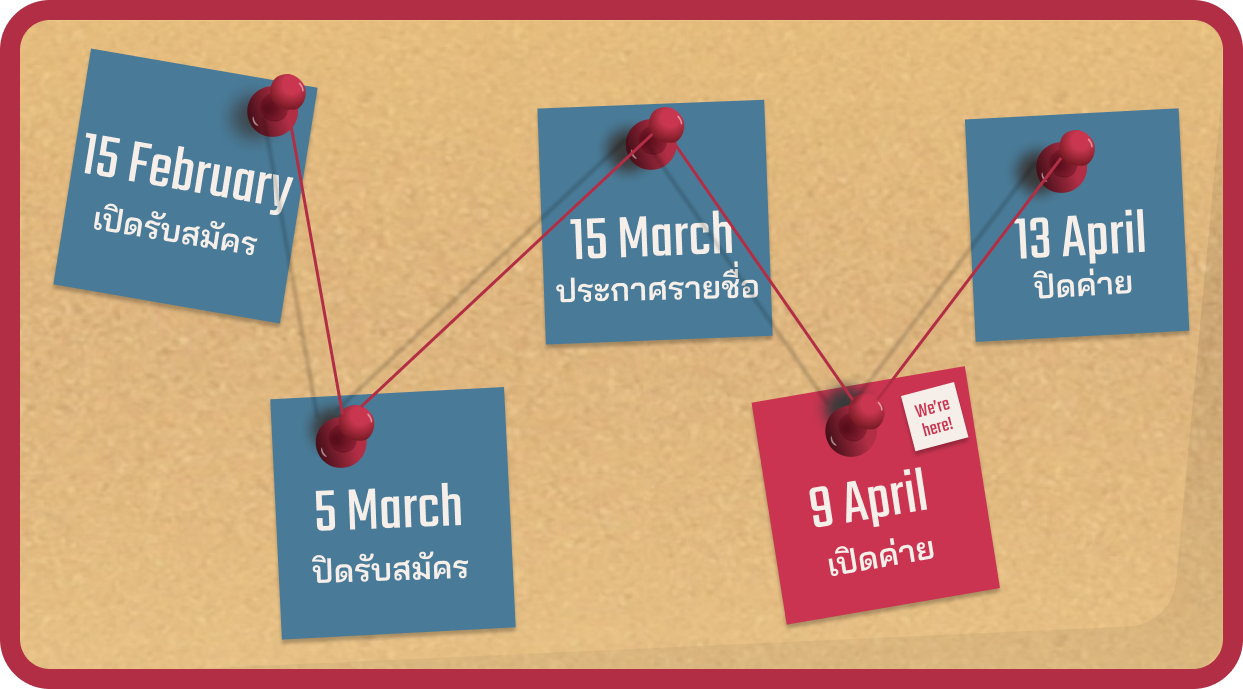 15 February
เปิดรับสมัคร
5 March
ปิดรับสมัคร
15 March
ประกาศรายชื่อ
9 April
เปิดค่าย
We're
here!
13 April
ปิดค่าย